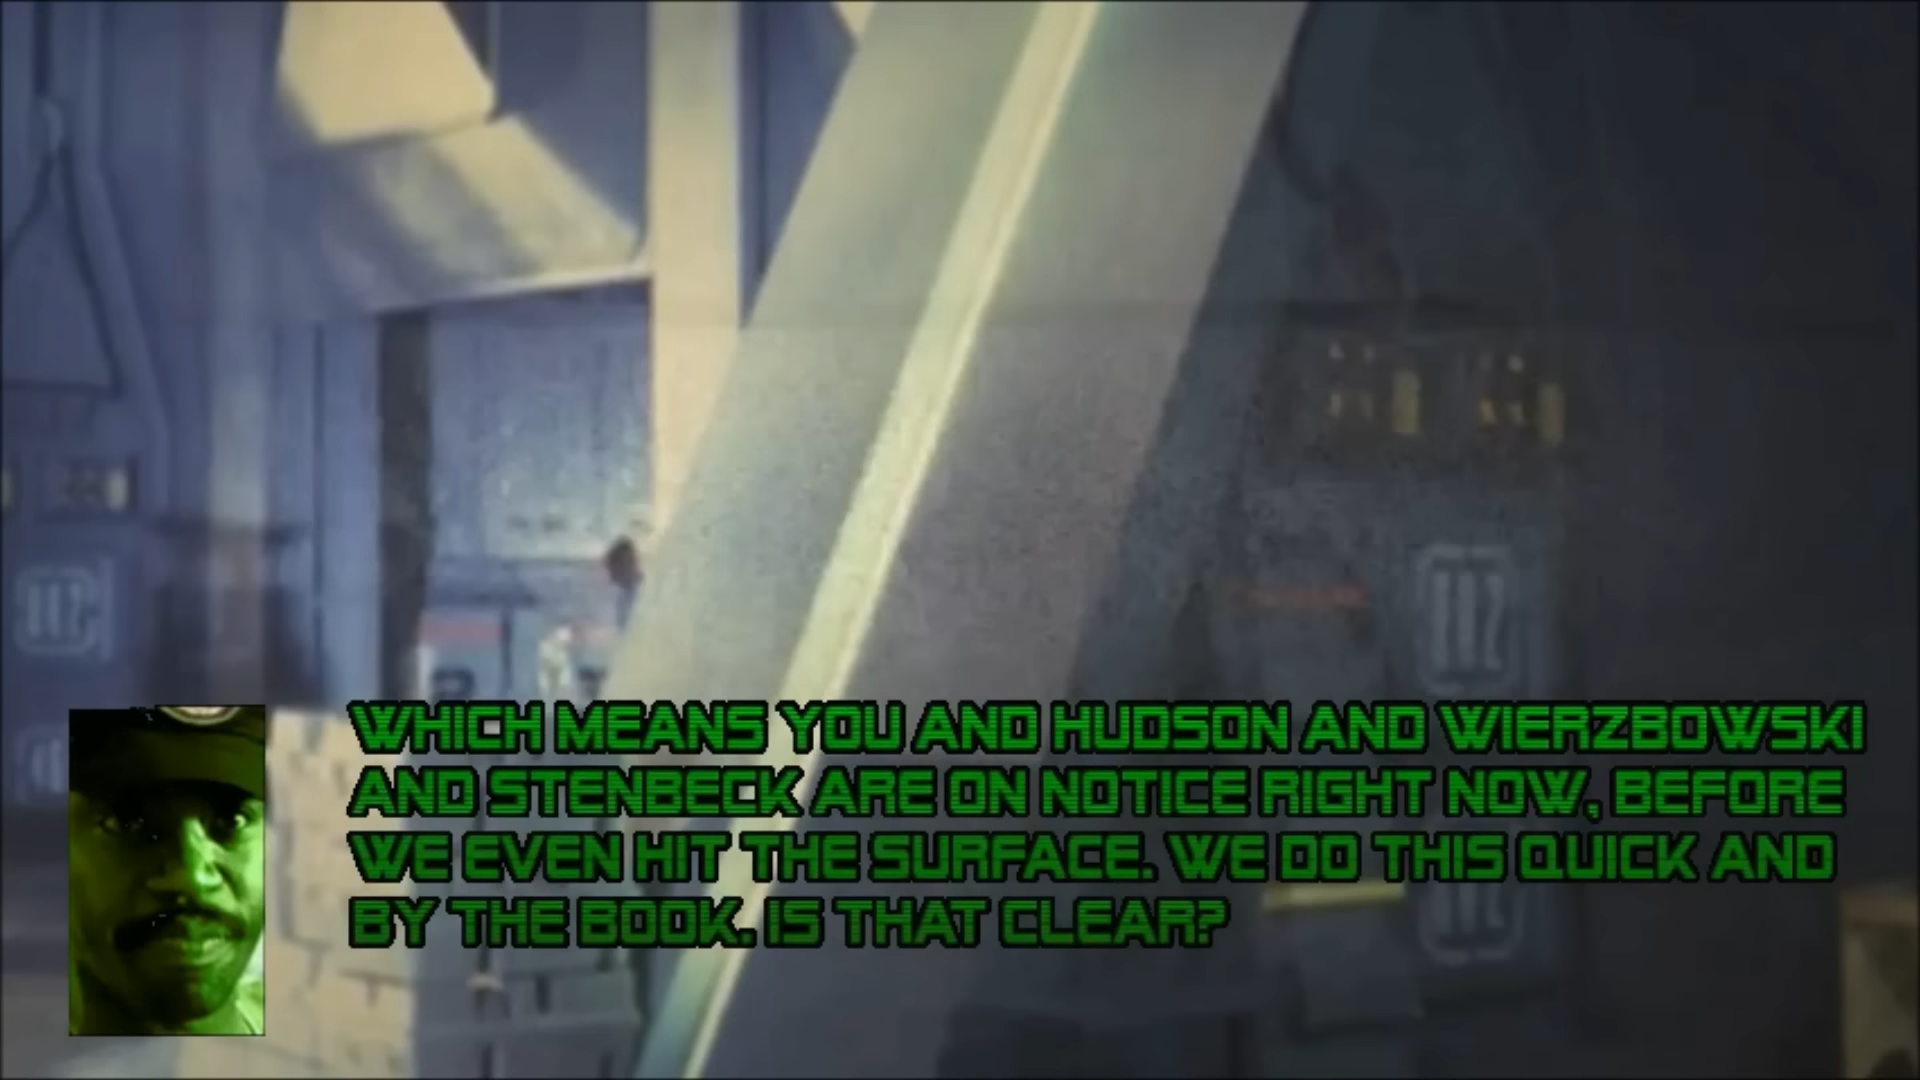 WHICH MEANS YOU AND HUDSON AND WIERZBOWSKI
AND STENBECK ARE ON NOTICE RIGHT NOW, BEFORE
WE EVEN HIT THE SURFACE. WE DO THIS QUICK AND
BY THE BOOK. IS THAT CLEAR?